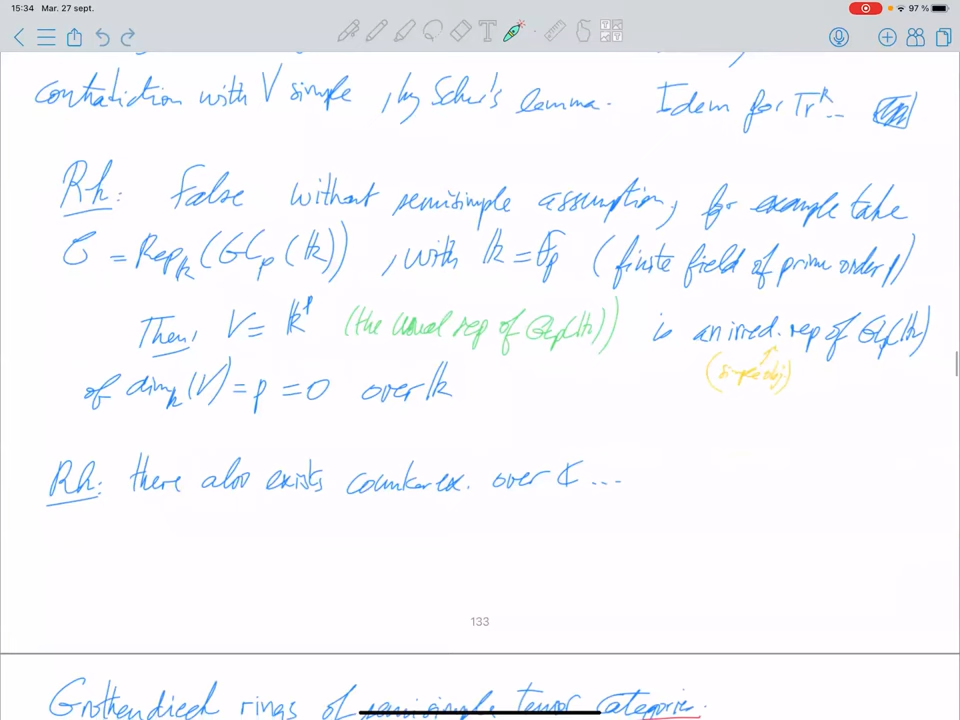 15:34 Mar. 27 sept.
97 %
contradiction with V simple, by Schur's lemma. Idem for Tr^R...
Rk: False without semisimple assumption, for example take
C = Rep_k(GL_p(k)), with k = F_p (finite field of prime order p)
Then, V = k^p (the usual rep of GL_p(k)) is an irred. rep of GL_p(k)
(simple obj)
of dim_k(V) = p = 0 over k
Rk: there also exists counterex. over C ...
133
Grothendieck rings of semisimple tensor categories.